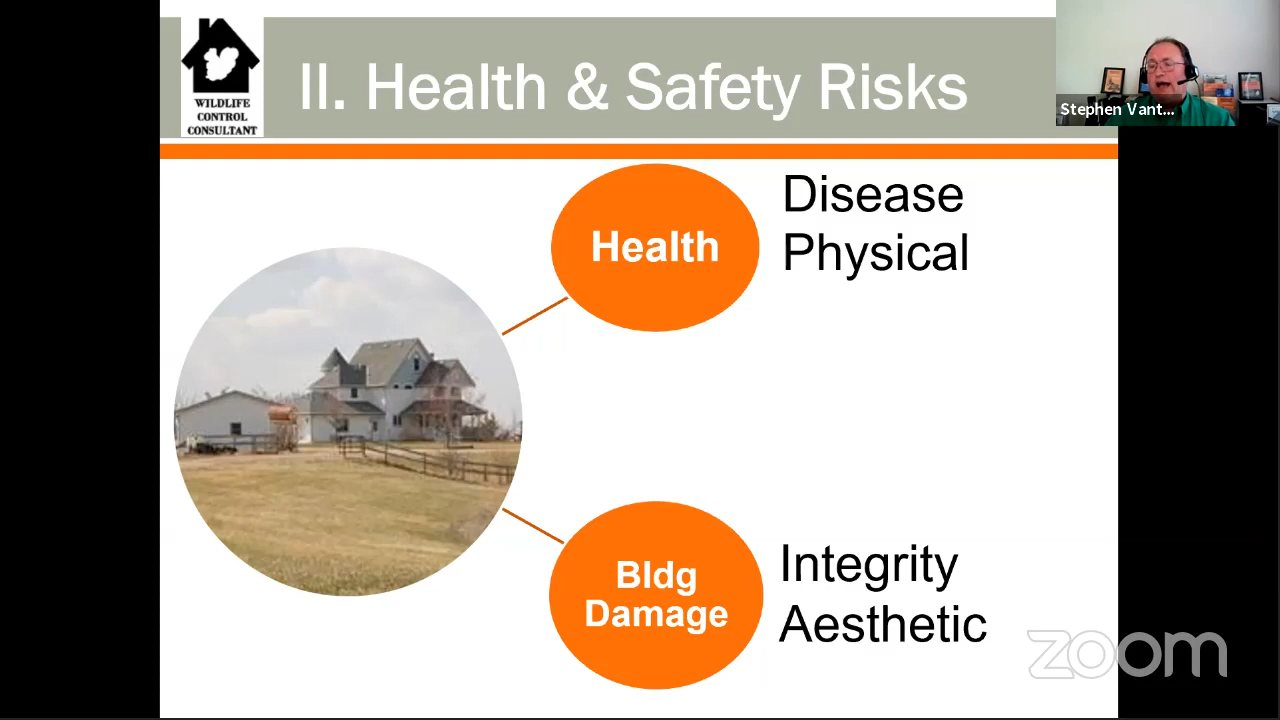 WILDLIFE
CONTROL
CONSULTANT
II. Health & Safety Risks
Stephen Vant...
Health
Disease
Physical
Bldg
Damage
Integrity
Aesthetic
zoom